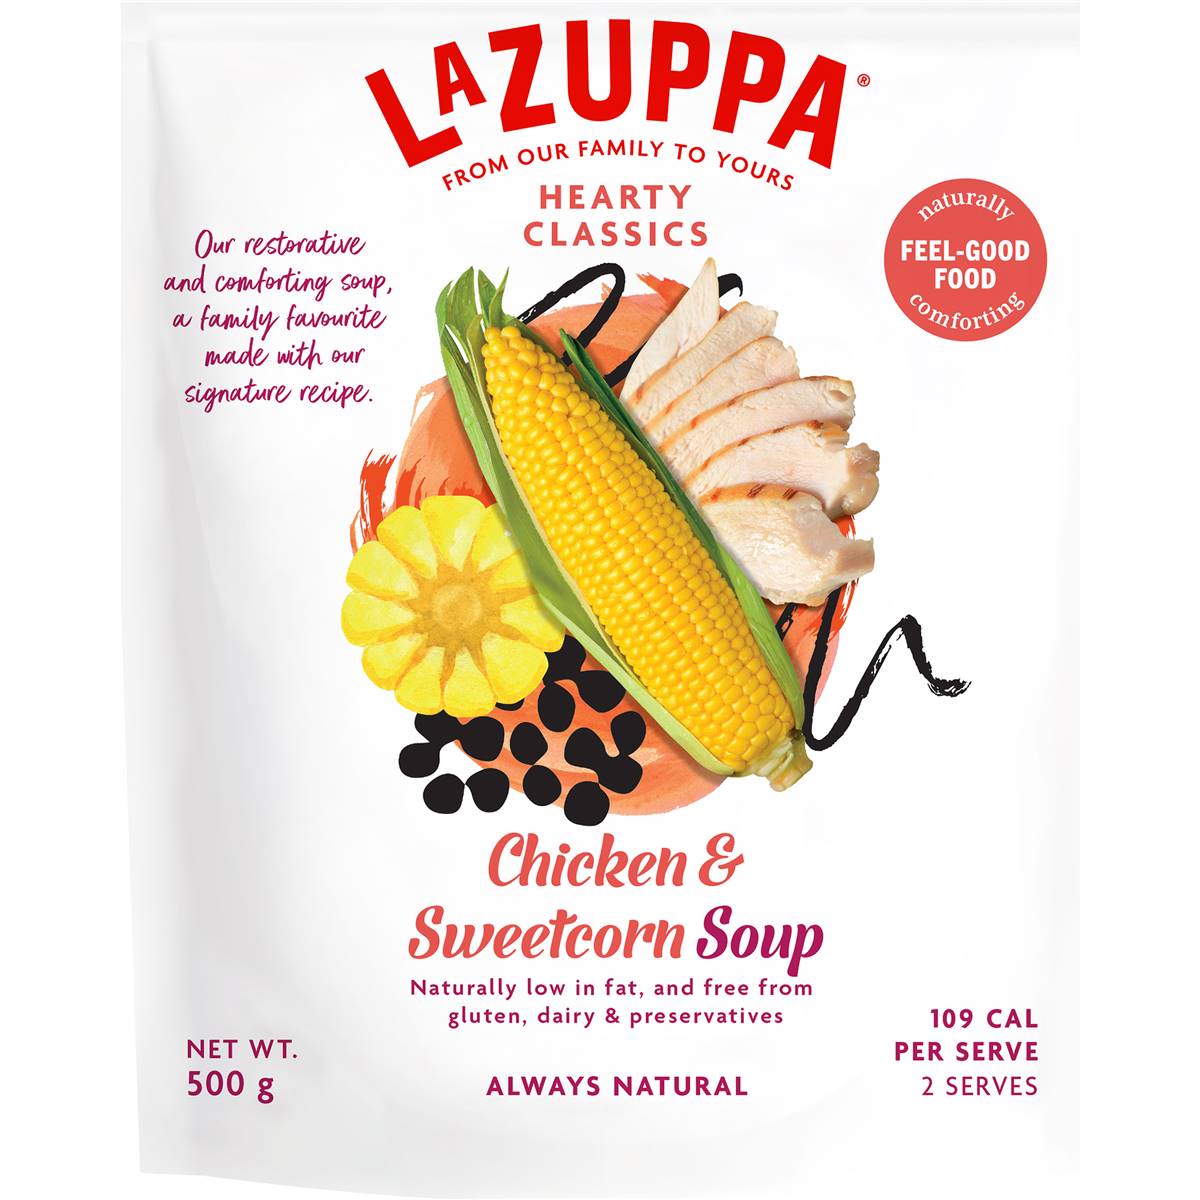 LAZUPPA®
FROM OUR FAMILY TO YOURS
HEARTY
CLASSICS
Our restorative
and comforting soup,
a family favourite
made with our
signature recipe.
naturally
FEEL-GOOD
FOOD
comforting
Chicken &
Sweetcorn Soup
Naturally low in fat, and free from
gluten, dairy & preservatives
NET WT.
500 g
ALWAYS NATURAL
109 CAL
PER SERVE
2 SERVES